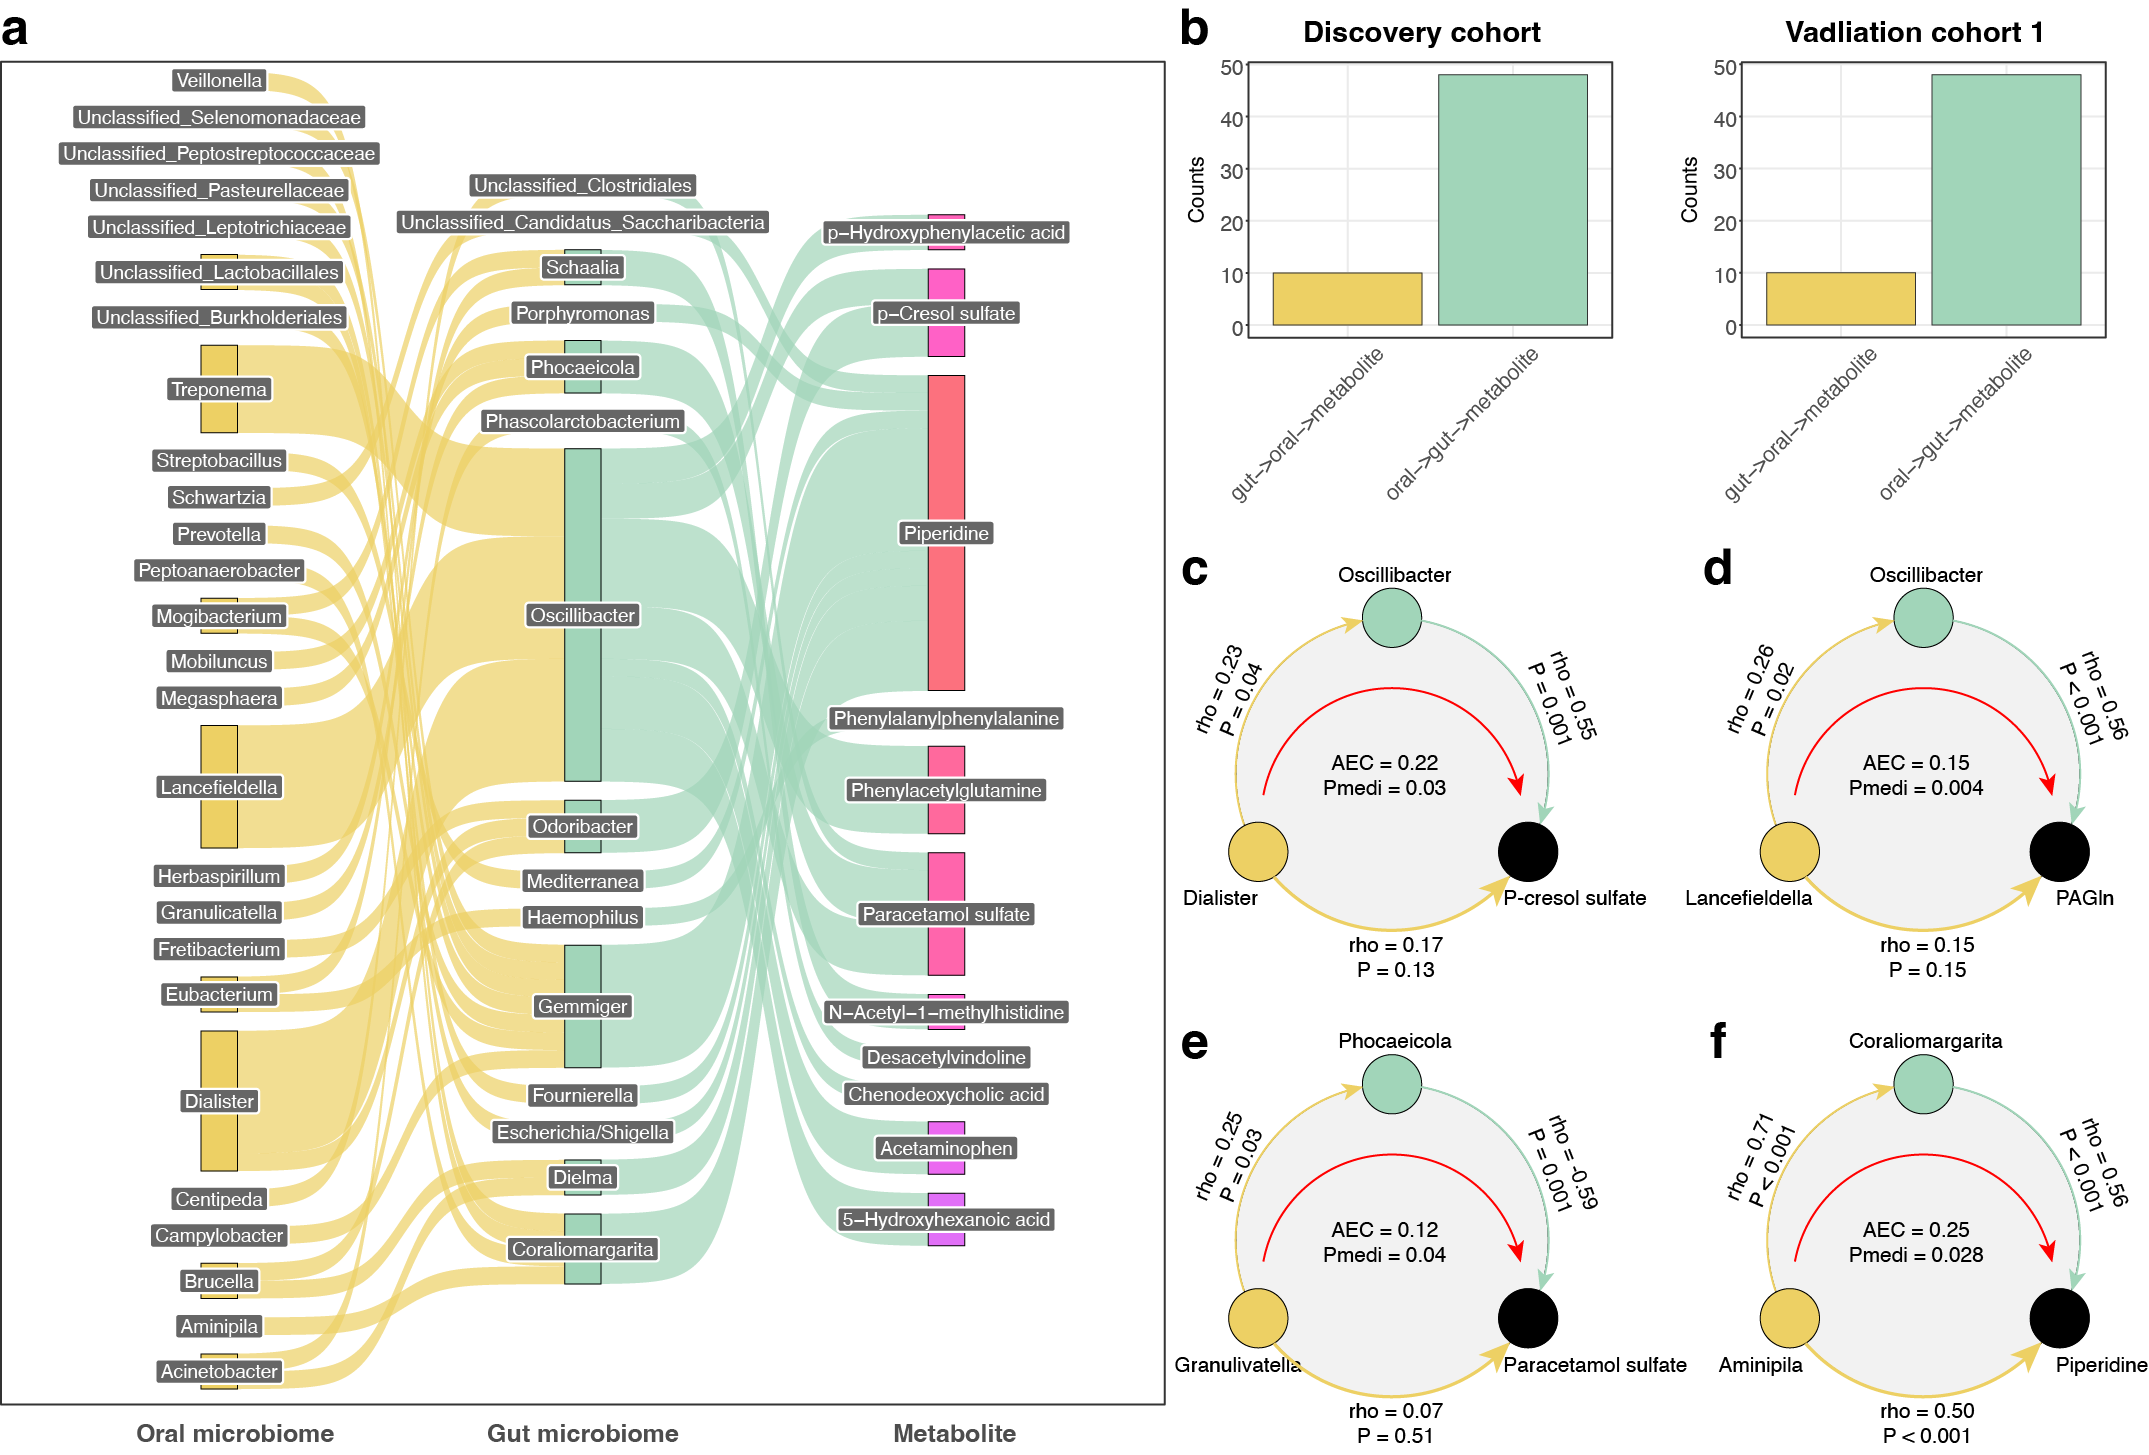 a
Veillonella
Unclassified_Selenomonadaceae
Unclassified_Peptostreptococcaceae
Unclassified_Pasteurellaceae
Unclassified_Leptotrichiaceae
Unclassified_Lactobacillales
Unclassified_Burkholderiales
Treponema
Streptobacillus
Schwartzia
Prevotella
Peptoanaerobacter
Mogibacterium
Mobiluncus
Megasphaera
Lancefieldella
Herbaspirillum
Granulicatella
Fretibacterium
Eubacterium
Dialister
Centipeda
Campylobacter
Brucella
Aminipila
Acinetobacter
Oral microbiome
Unclassified_Clostridiales
Unclassified_Candidatus_Saccharibacteria
Schaalia
Porphyromonas
Phocaeicola
Phascolarctobacterium
Oscillibacter
Odoribacter
Mediterranea
Haemophilus
Gemmiger
Fournierella
Escherichia/Shigella
Dielma
Coraliomargarita
Gut microbiome
p−Hydroxyphenylacetic acid
p−Cresol sulfate
Piperidine
Phenylalanylphenylalanine
Phenylacetylglutamine
Paracetamol sulfate
N−Acetyl−1−methylhistidine
Desacetylvindoline
Chenodeoxycholic acid
Acetaminophen
5−Hydroxyhexanoic acid
Metabolite
b
Discovery cohort
Counts
50
40
30
20
10
0
gut−>oral−>metabolite
oral−>gut−>metabolite
Vadliation cohort 1
Counts
50
40
30
20
10
0
gut−>oral−>metabolite
oral−>gut−>metabolite
c
Oscillibacter
rho = 0.23
P = 0.04
rho = 0.55
P = 0.001
AEC = 0.22
Pmedi = 0.03
Dialister
P-cresol sulfate
rho = 0.17
P = 0.13
d
Oscillibacter
rho = 0.26
P = 0.02
rho = 0.56
P < 0.001
AEC = 0.15
Pmedi = 0.004
Lancefieldella
PAGln
rho = 0.15
P = 0.15
e
Phocaeicola
rho = 0.25
P = 0.03
rho = -0.59
P = 0.001
AEC = 0.12
Pmedi = 0.04
Granulivatella
Paracetamol sulfate
rho = 0.07
P = 0.51
f
Coraliomargarita
rho = 0.71
P < 0.001
rho = 0.56
P < 0.001
AEC = 0.25
Pmedi = 0.028
Aminipila
Piperidine
rho = 0.50
P < 0.001